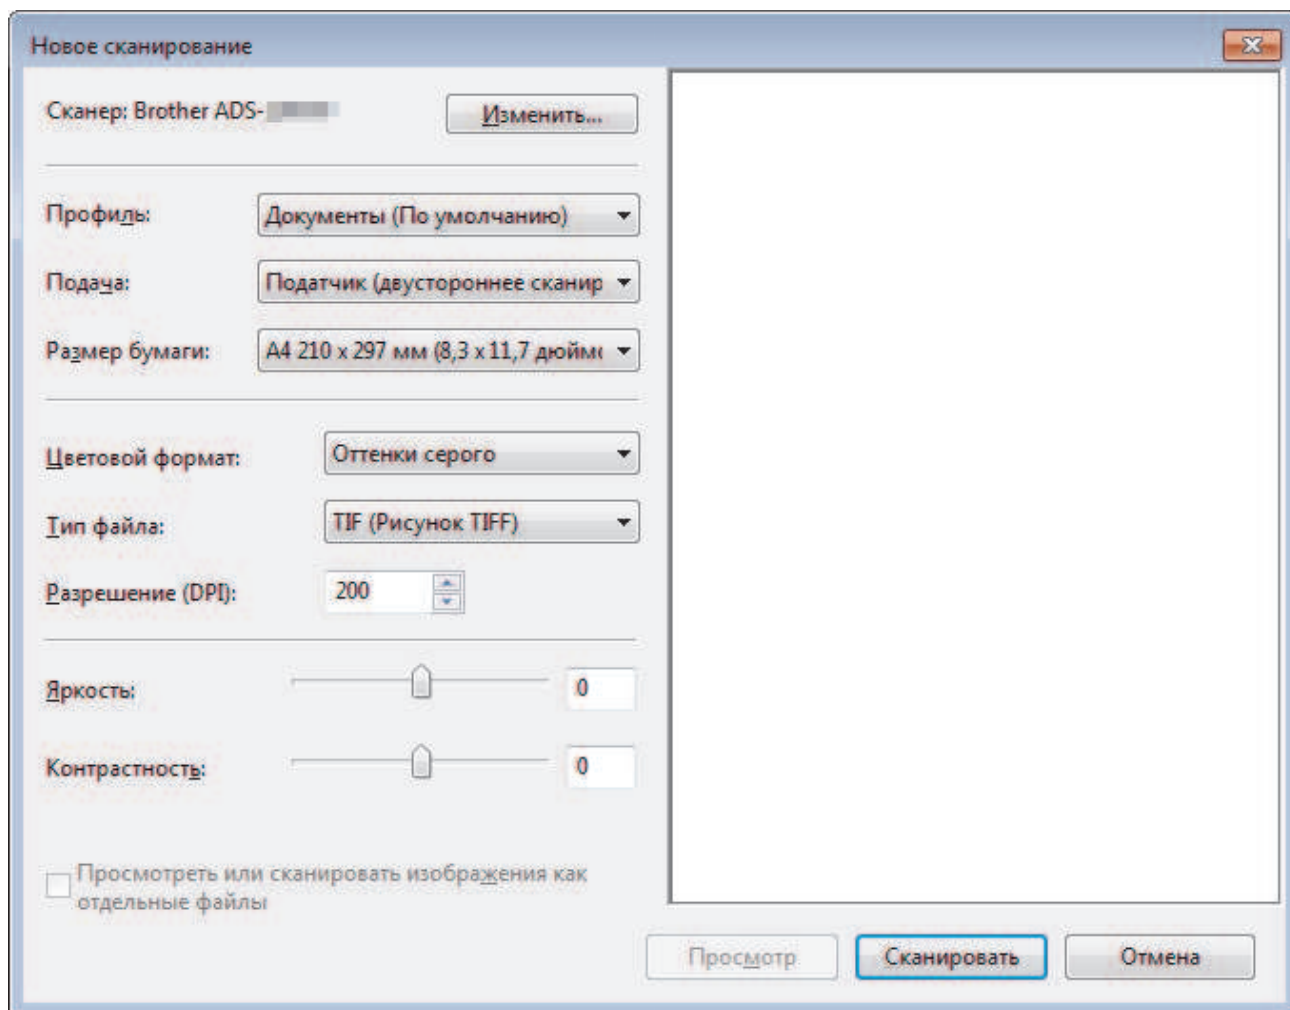 Новое сканирование
Сканер: Brother ADS-
Изменить...
Профиль: Документы (По умолчанию)
Подача: Податчик (двустороннее сканир
Размер бумаги: A4 210 x 297 мм (8,3 x 11,7 дюймо
Цветовой формат: Оттенки серого
Тип файла: TIF (Рисунок TIFF)
Разрешение (DPI): 200
Яркость: 0
Контрастность: 0
Просмотреть или сканировать изображения как
отдельные файлы
Просмотр Сканировать Отмена